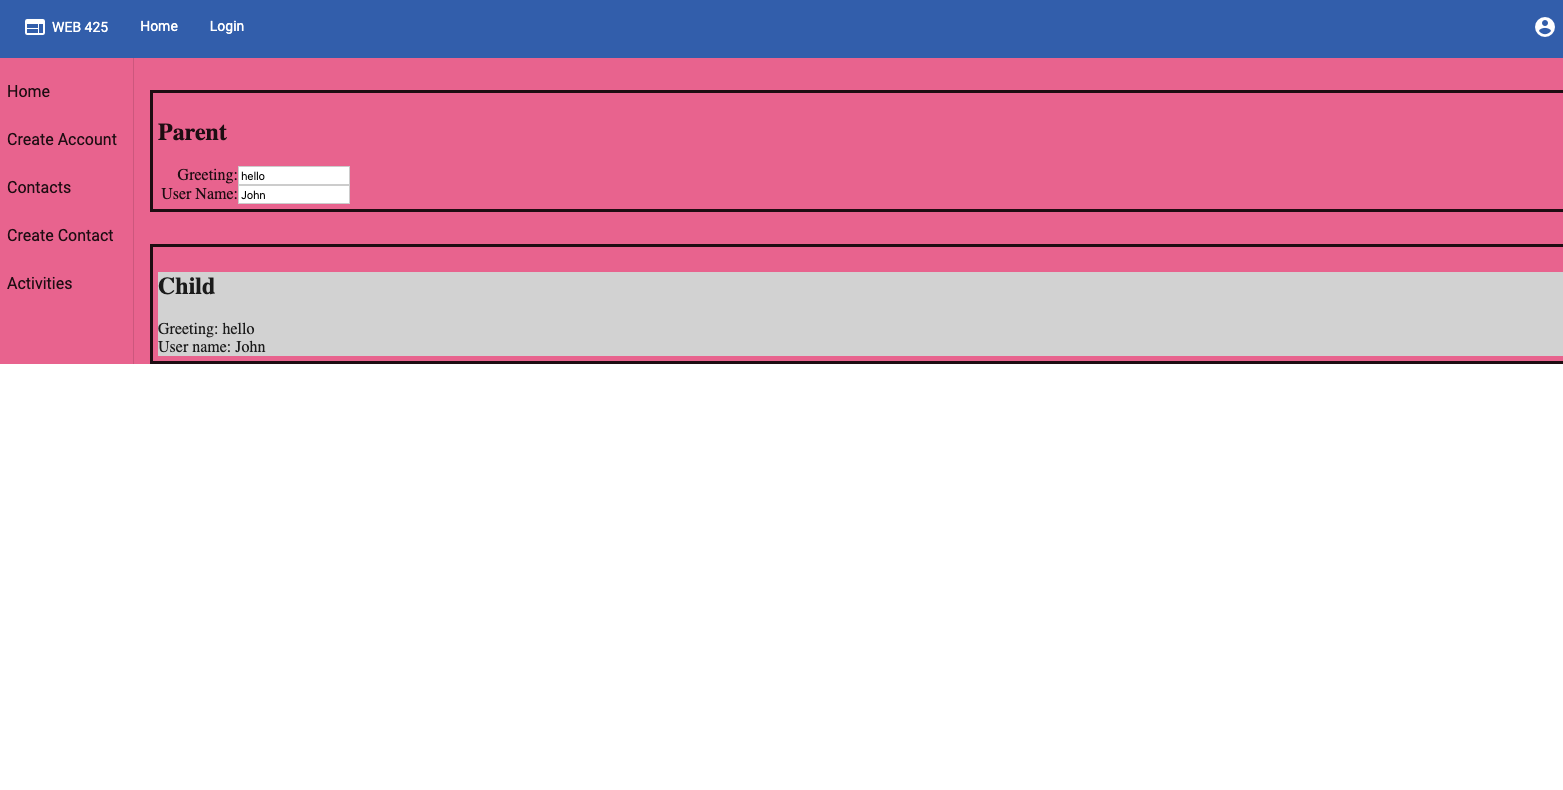 WEB 425 Home Login
Home
Create Account
Contacts
Create Contact
Activities
Parent
Greeting: hello
User Name: John
Child
Greeting: hello
User name: John